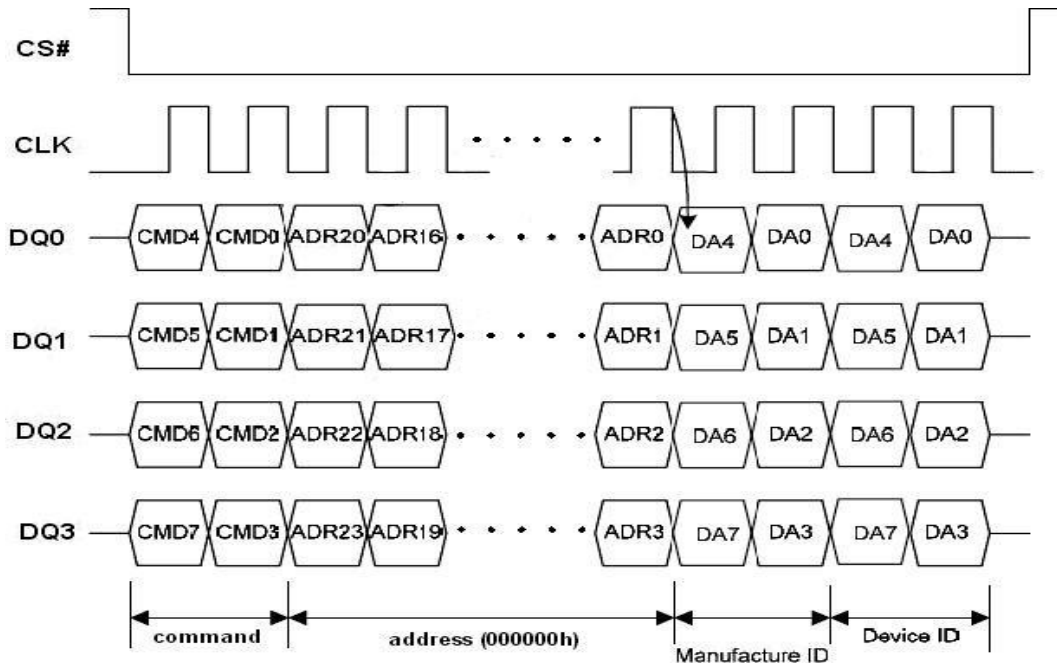 CS#
CLK
DQ0 CMD4 CMD0 ADR20 ADR16 ADR0 DA4 DA0 DA4 DA0
DQ1 CMD5 CMD1 ADR21 ADR17 ADR1 DA5 DA1 DA5 DA1
DQ2 CMD6 CMD2 ADR22 ADR18 ADR2 DA6 DA2 DA6 DA2
DQ3 CMD7 CMD3 ADR23 ADR19 ADR3 DA7 DA3 DA7 DA3
command address (000000h) Manufacture ID Device ID